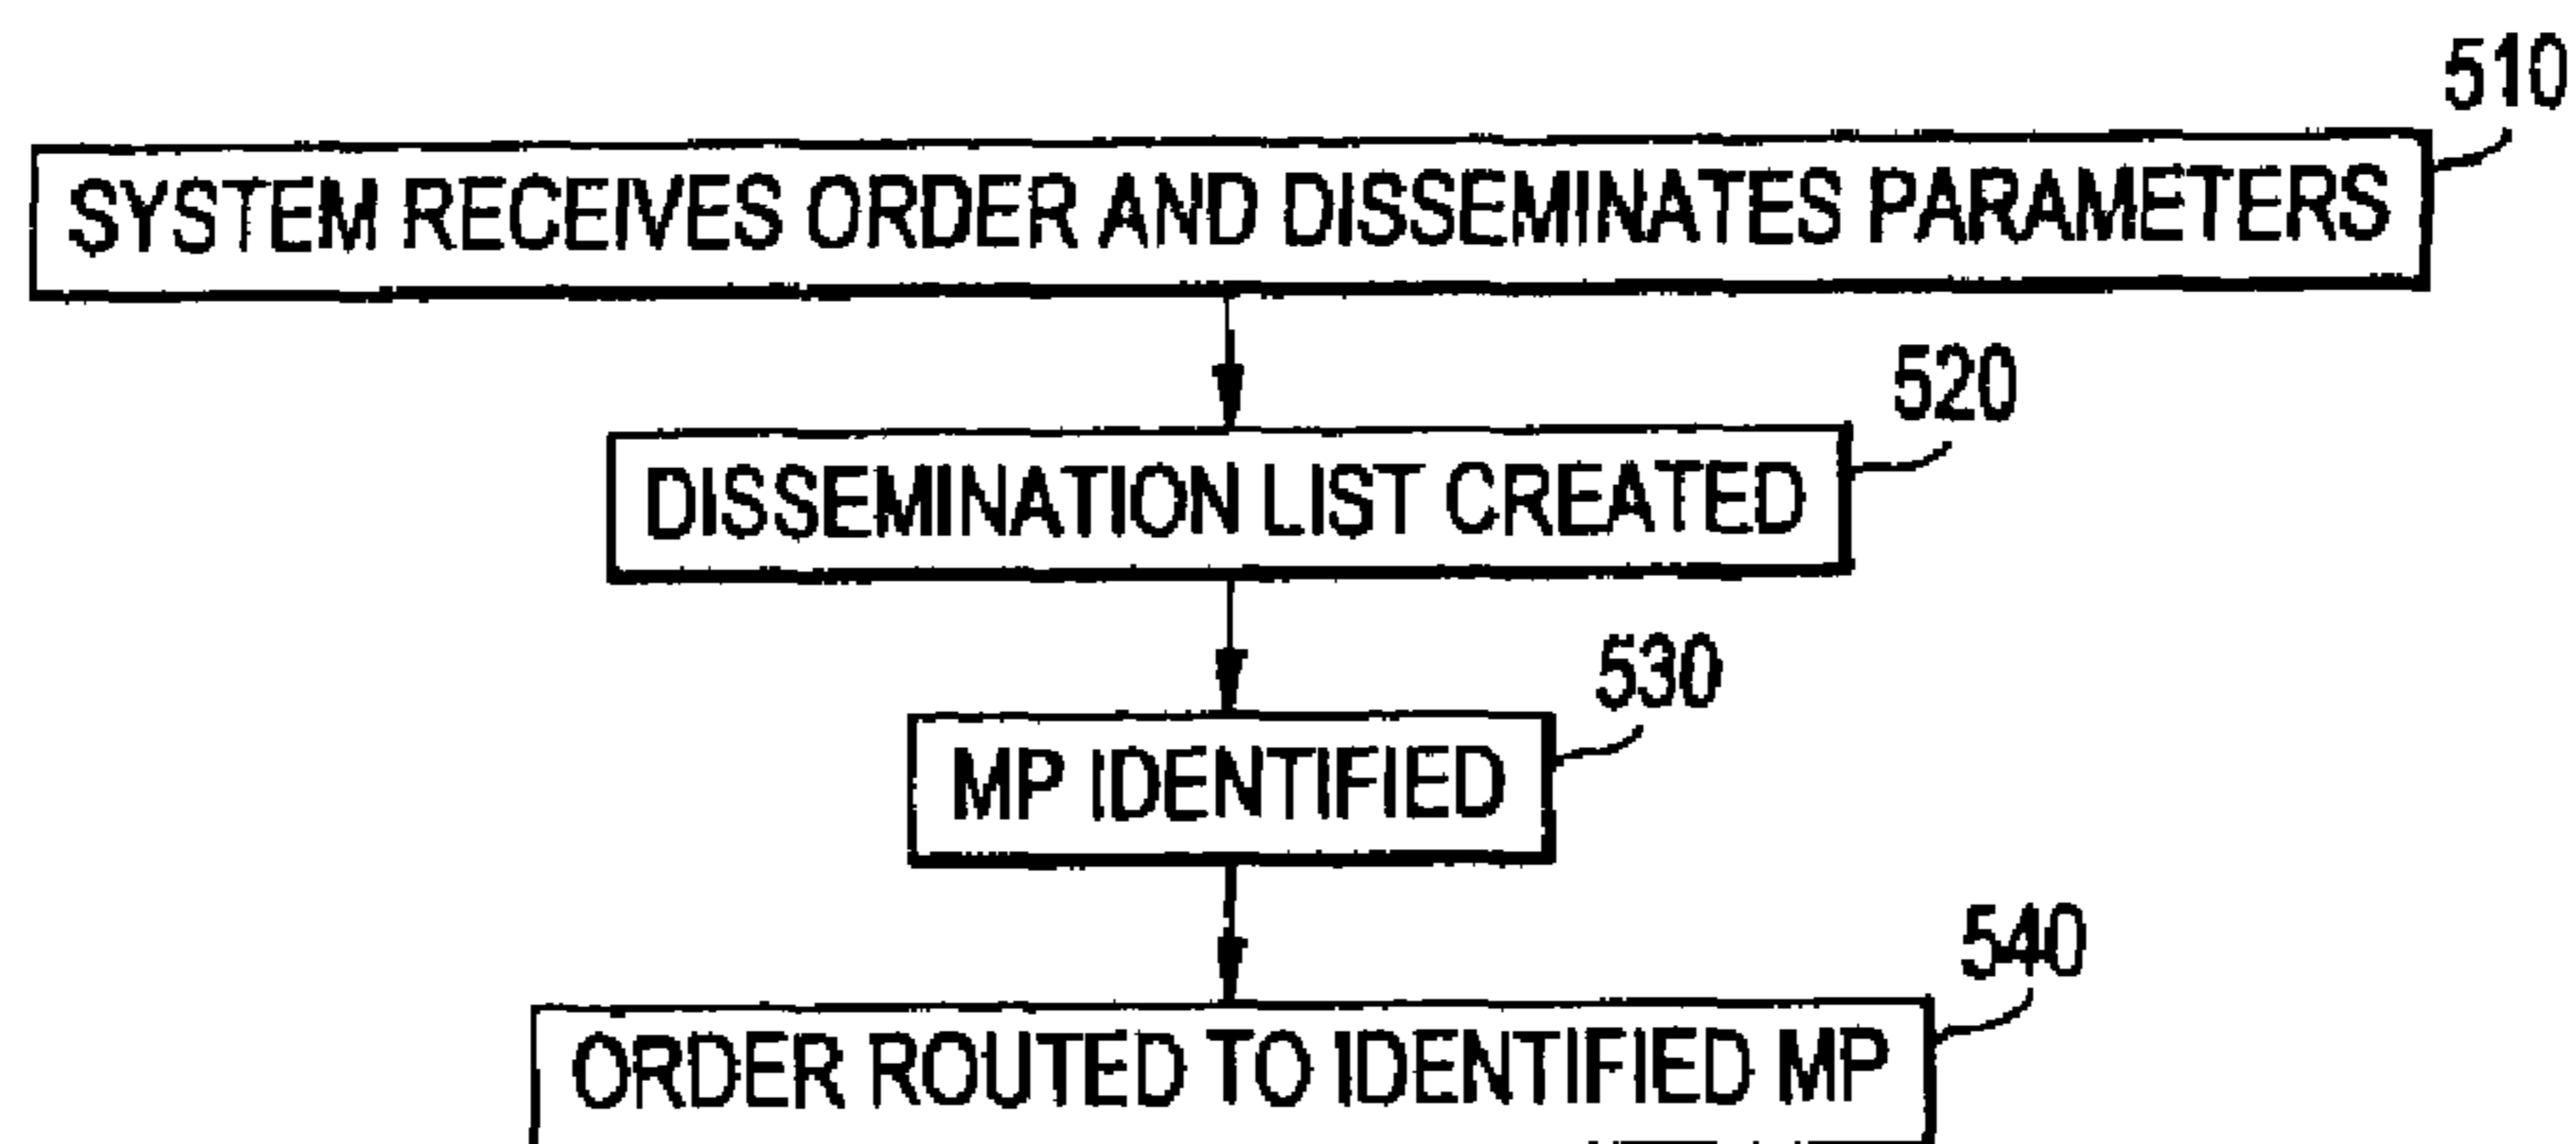 510
SYSTEM RECEIVES ORDER AND DISSEMINATES PARAMETERS
520
DISSEMINATION LIST CREATED
530
MP IDENTIFIED
540
ORDER ROUTED TO IDENTIFIED MP